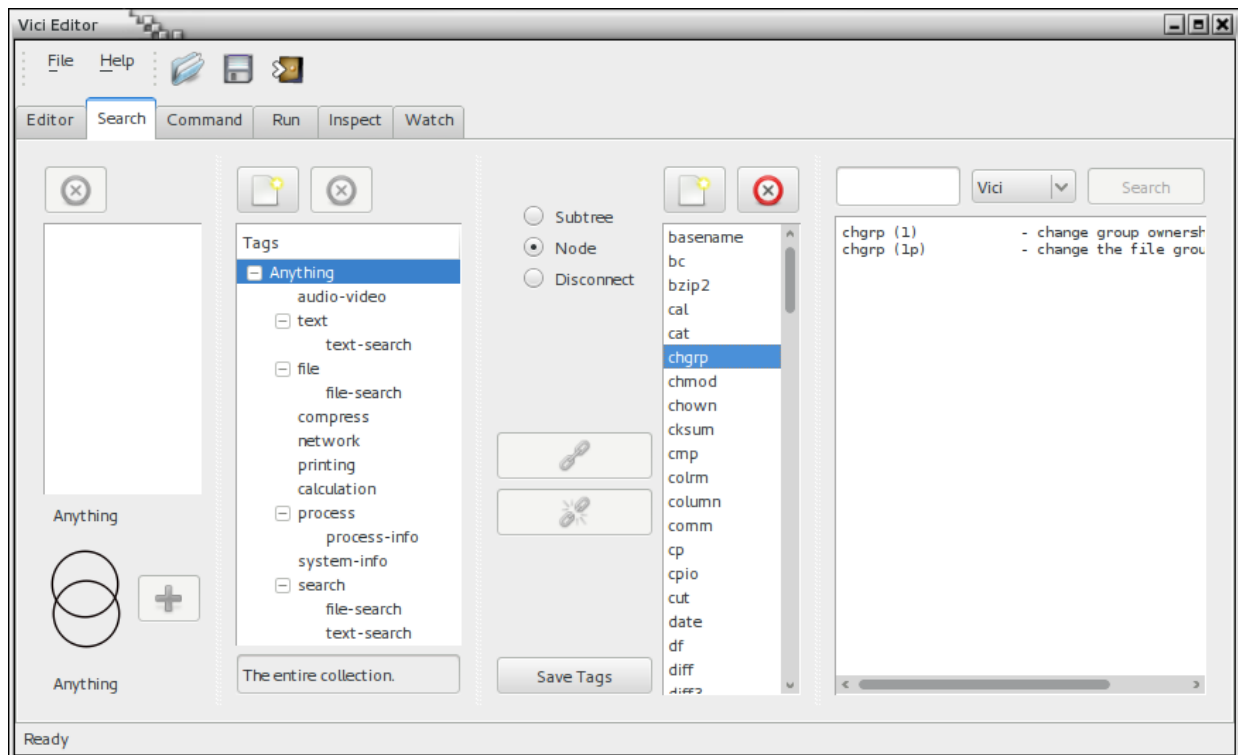 Vici Editor
File Help
Editor Search Command Run Inspect Watch
Anything
Anything
Tags
Anything
audio-video
text
text-search
file
file-search
compress
network
printing
calculation
process
process-info
system-info
search
file-search
text-search
The entire collection.
Subtree
Node
Disconnect
Save Tags
basename
bc
bzip2
cal
cat
chgrp
chmod
chown
cksum
cmp
colrm
column
comm
cp
cpio
cut
date
df
diff
diff3
Vici Search
chgrp (1) - change group ownersh
chgrp (1p) - change the file grou
Ready